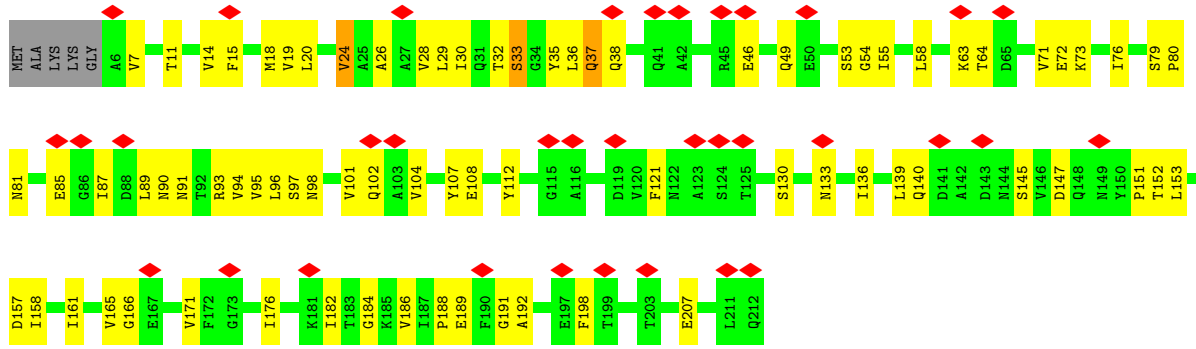 MET ALA LYS LYS GLY A6 V7 T11 V14 F15 M18 V19 L20 V24 A25 A26 A27 V28 L29 I30 Q31 T32 S33 G34 Y35 L36 Q37 Q38 Q41 A42 R45 E46 Q49 E50 S53 G54 I55 L58 K63 T64 D65 V71 E72 K73 I76 S79 P80
N81 E85 G86 I87 D88 L89 N90 N91 T92 R93 V94 V95 L96 S97 N98 V101 Q102 A103 V104 Y107 E108 Y112 G115 A116 D119 V120 F121 N122 A123 S124 T125 S130 N133 I136 L139 Q140 D141 A142 D143 N144 S145 V146 D147 Q148 N149 Y150 P151 T152 L153
D157 I158 I161 V165 G166 E167 V171 F172 G173 I176 K181 I182 T183 G184 K185 V186 I187 P188 E189 F190 G191 A192 E197 F198 T199 T203 E207 L211 Q212